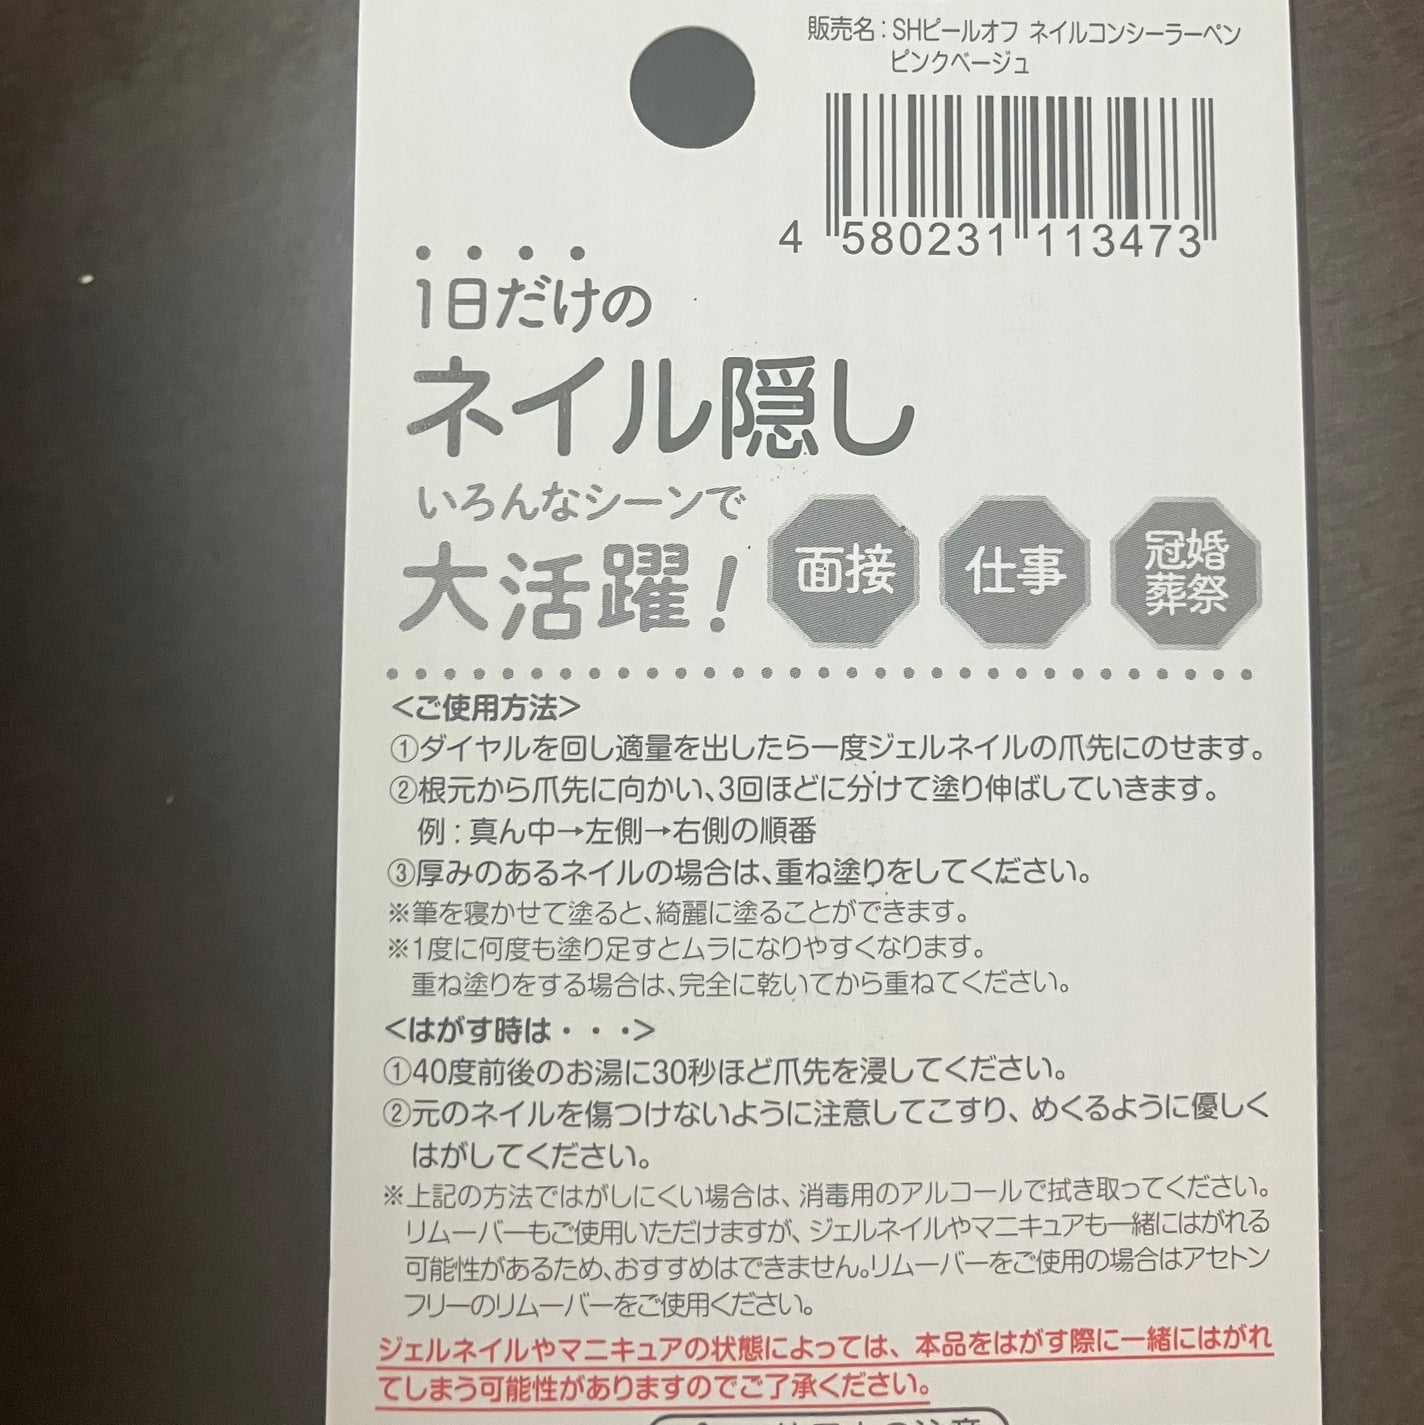 販売名:SHピールオフ ネイルコンシーラーペン
ピンクベージュ
4 580231 113473
1日だけの
ネイル隠し
いろんなシーンで
大活躍!
面接
仕事
冠婚
葬祭
<ご使用方法>
①ダイヤルを回し適量を出したら一度ジェルネイルの爪先にのせます。
②根元から爪先に向かい、3回ほどに分けて塗り伸ばしていきます。
例:真ん中→左側→右側の順番
③厚みのあるネイルの場合は、重ね塗りをしてください。
※筆を寝かせて塗ると、綺麗に塗ることができます。
※1度に何度も塗り足すとムラになりやすくなります。
重ね塗りをする場合は、完全に乾いてから重ねてください。
<はがす時は・・・>
①40度前後のお湯に30秒ほど爪先を浸してください。
②元のネイルを傷つけないように注意してこすり、めくるように優しく
はがしてください。
※上記の方法ではがしにくい場合は、消毒用のアルコールで拭き取ってください。
リムーバーもご使用いただけますが、ジェルネイルやマニキュアも一緒にはがれる
可能性があるため、おすすめはできません。リムーバーをご使用の場合はアセトン
フリーのリムーバーをご使用ください。
ジェルネイルやマニキュアの状態によっては、本品をはがす際に一緒にはがれ
てしまう可能性がありますのでご了承ください。